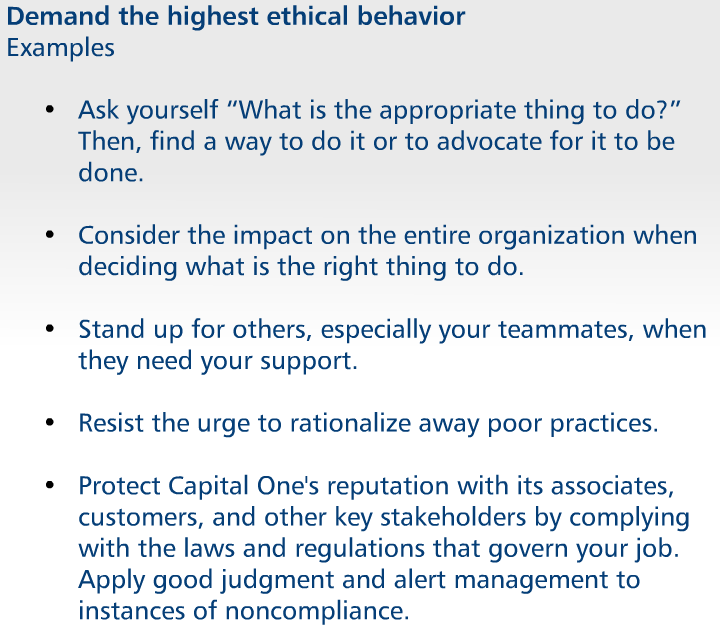 Demand the highest ethical behavior
Examples
• Ask yourself “What is the appropriate thing to do?”
Then, find a way to do it or to advocate for it to be
done.
• Consider the impact on the entire organization when
deciding what is the right thing to do.
• Stand up for others, especially your teammates, when
they need your support.
• Resist the urge to rationalize away poor practices.
• Protect Capital One's reputation with its associates,
customers, and other key stakeholders by complying
with the laws and regulations that govern your job.
Apply good judgment and alert management to
instances of noncompliance.